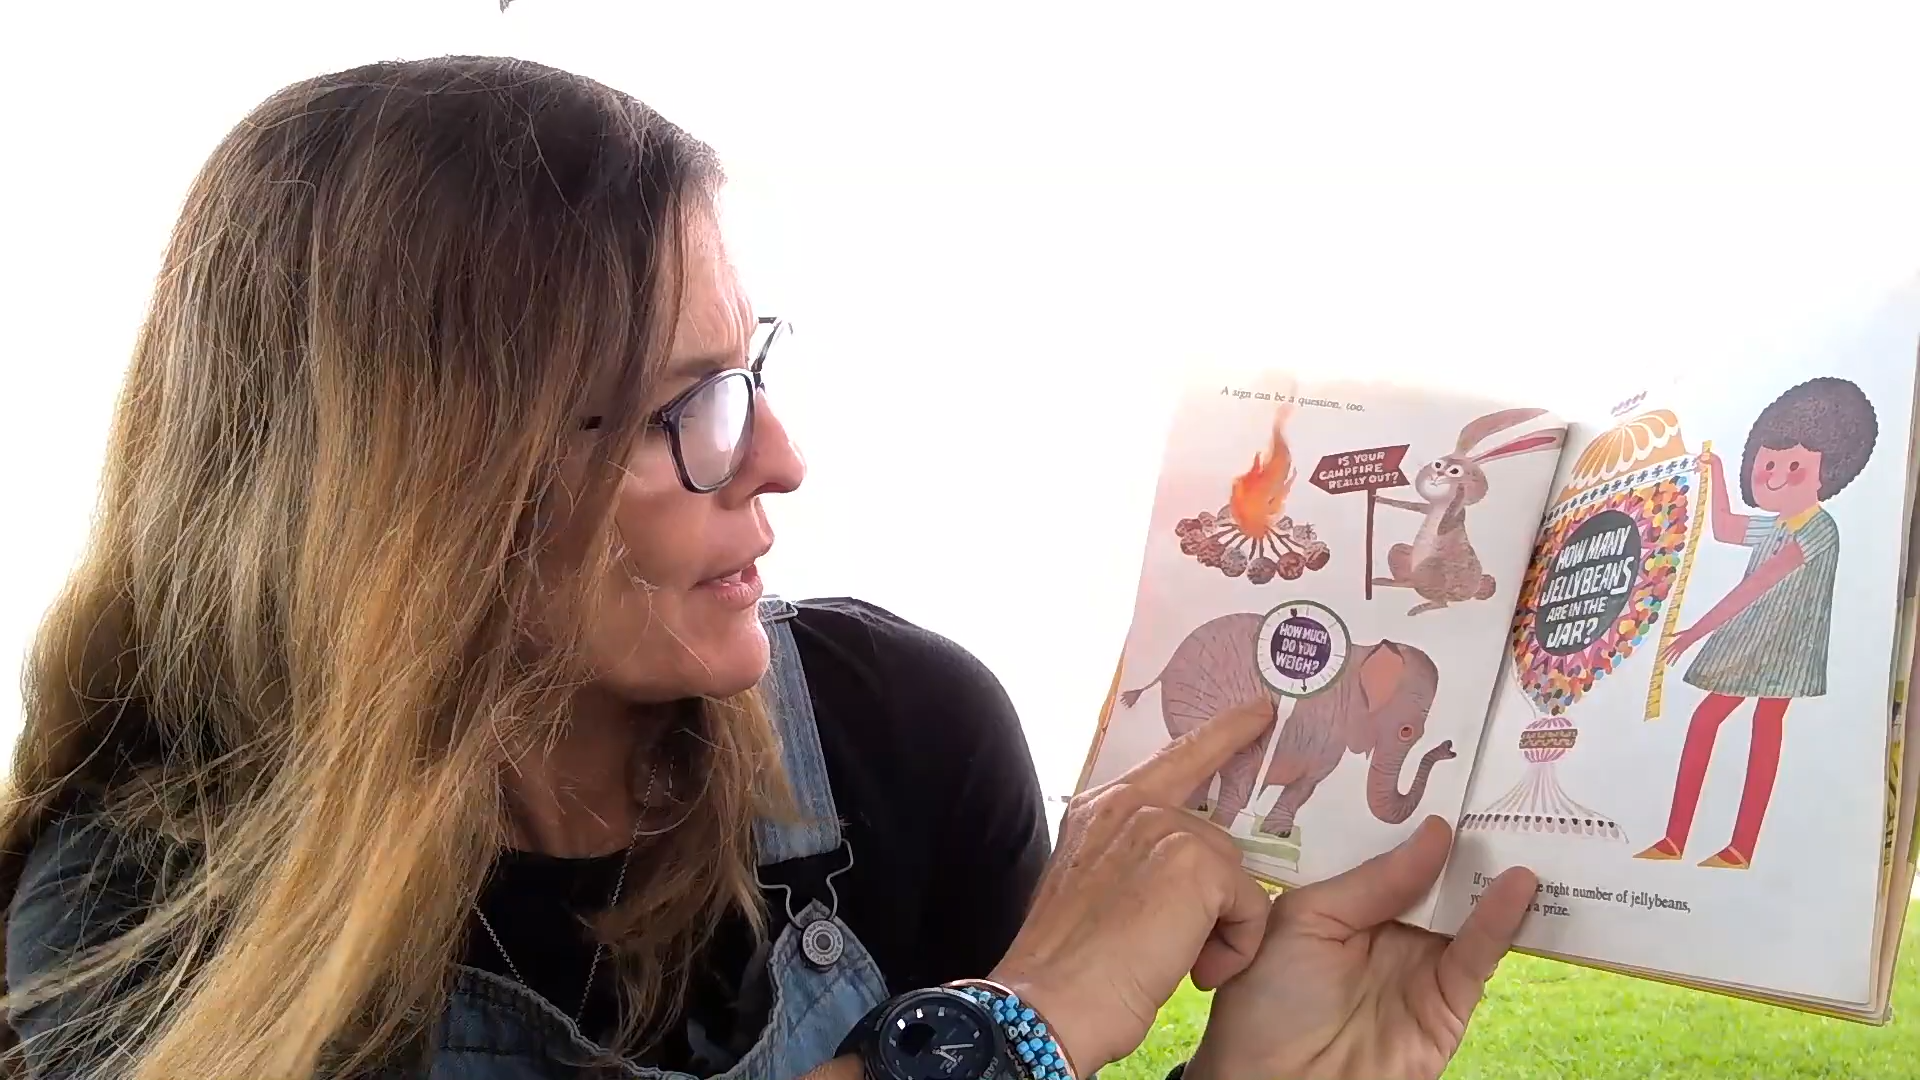 A sign can be a question, too.
IS YOUR
CAMPFIRE
REALLY OUT?
HOW MUCH
DO YOU
WEIGH?
HOW MANY
JELLYBEANS
ARE IN THE
JAR?
If right number of jellybeans,
a prize.